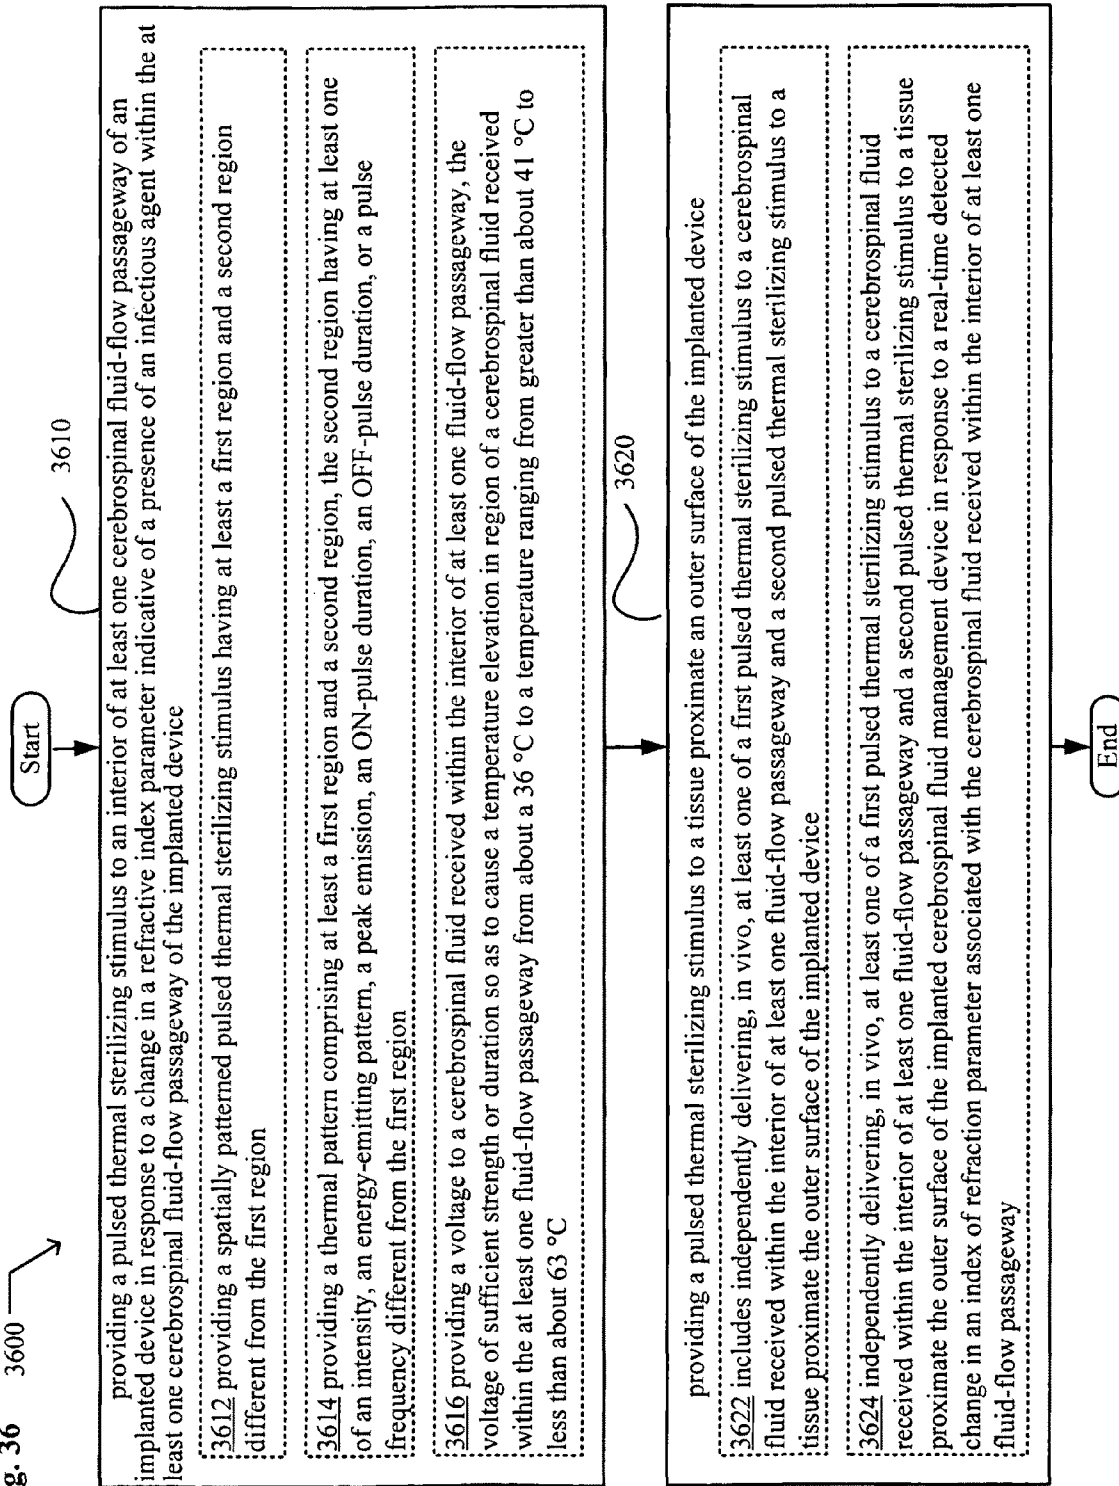 g. 36
3600
Start
3610
providing a pulsed thermal sterilizing stimulus to an interior of at least one cerebrospinal fluid-flow passageway of an
implanted device in response to a change in a refractive index parameter indicative of a presence of an infectious agent within the at
least one cerebrospinal fluid-flow passageway of the implanted device
3612 providing a spatially patterned pulsed thermal sterilizing stimulus having at least a first region and a second region
different from the first region
3614 providing a thermal pattern comprising at least a first region and a second region, the second region having at least one
of an intensity, an energy-emitting pattern, a peak emission, an ON-pulse duration, an OFF-pulse duration, or a pulse
frequency different from the first region
3616 providing a voltage to a cerebrospinal fluid received within the interior of at least one fluid-flow passageway, the
voltage of sufficient strength or duration so as to cause a temperature elevation in region of a cerebrospinal fluid received
within the at least one fluid-flow passageway from about a 36 °C to a temperature ranging from greater than about 41 °C to
less than about 63 °C
3620
providing a pulsed thermal sterilizing stimulus to a tissue proximate an outer surface of the implanted device
3622 includes independently delivering, in vivo, at least one of a first pulsed thermal sterilizing stimulus to a cerebrospinal
fluid received within the interior of at least one fluid-flow passageway and a second pulsed thermal sterilizing stimulus to a
tissue proximate the outer surface of the implanted device
3624 independently delivering, in vivo, at least one of a first pulsed thermal sterilizing stimulus to a cerebrospinal fluid
received within the interior of at least one fluid-flow passageway and a second pulsed thermal sterilizing stimulus to a tissue
proximate the outer surface of the implanted cerebrospinal fluid management device in response to a real-time detected
change in an index of refraction parameter associated with the cerebrospinal fluid received within the interior of at least one
fluid-flow passageway
End